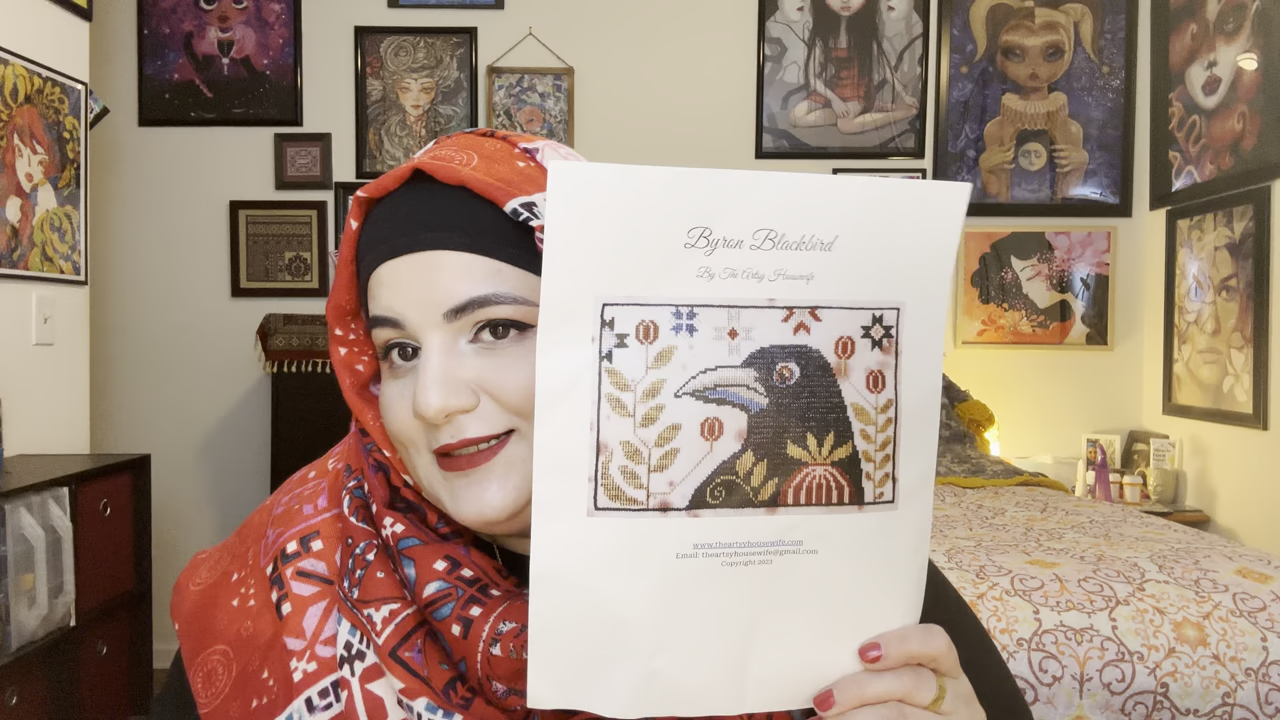 Byron Blackbird
By The Artsy Housewife
www.theartsyhousewife.com
Email: theartsyhousewife@gmail.com
Copyright 2023